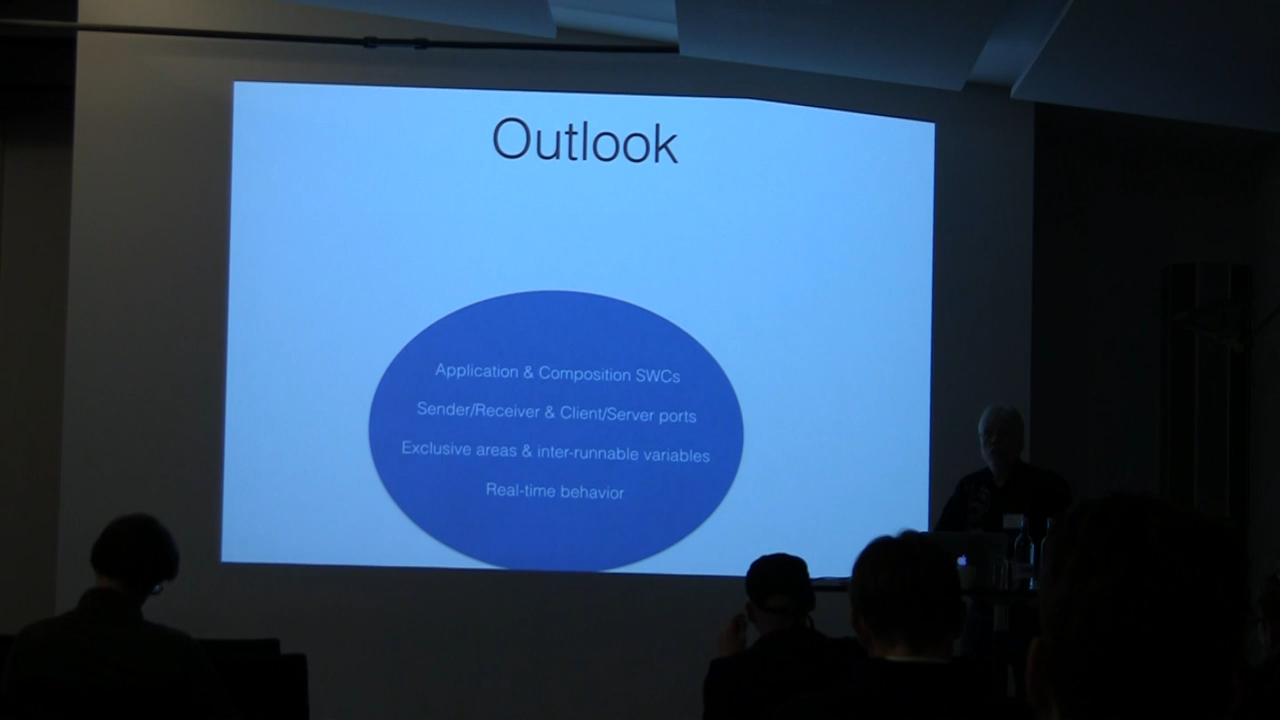 Outlook
Application & Composition SWCs
Sender/Receiver & Client/Server ports
Exclusive areas & inter-runnable variables
Real-time behavior